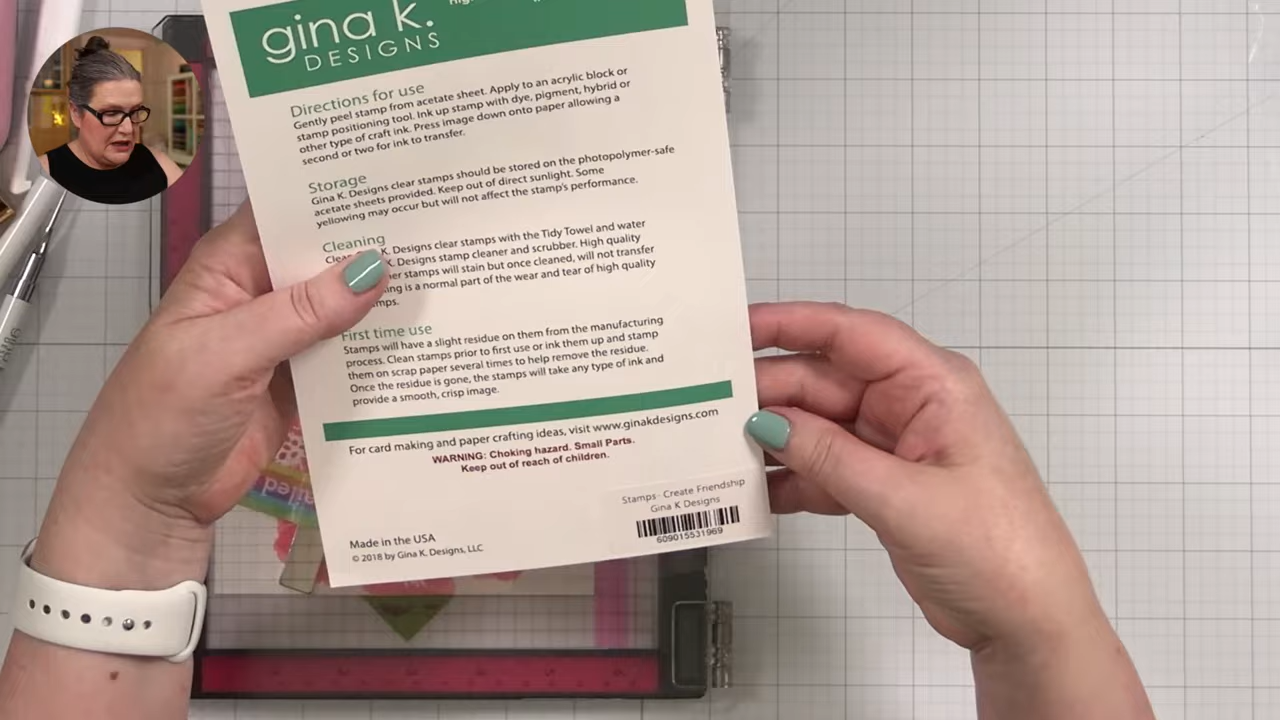 gina k.
DESIGNS
Directions for use
Gently peel stamp from acetate sheet. Apply to an acrylic block or
stamp positioning tool. Ink up stamp with dye, pigment, hybrid or
other type of craft ink. Press image down onto paper allowing a
second or two for ink to transfer.
Storage
Gina K. Designs clear stamps should be stored on the photopolymer-safe
acetate sheets provided. Keep out of direct sunlight. Some
yellowing may occur but will not affect the stamp's performance.
Cleaning
K. Designs clear stamps with the Tidy Towel and water
K. Designs stamp cleaner and scrubber. High quality
stamps will stain but once cleaned, will not transfer
is a normal part of the wear and tear of high quality
First time use
Stamps will have a slight residue on them from the manufacturing
process. Clean stamps prior to first use or ink them up and stamp
them on scrap paper several times to help remove the residue.
Once the residue is gone, the stamps will take any type of ink and
provide a smooth, crisp image.
For card making and paper crafting ideas, visit www.ginakdesigns.com
WARNING: Choking hazard. Small Parts.
Keep out of reach of children.
Stamps- Create Friendship
Gina K Designs
609015531969
Made in the USA
© 2018 by Gina K. Designs, LLC